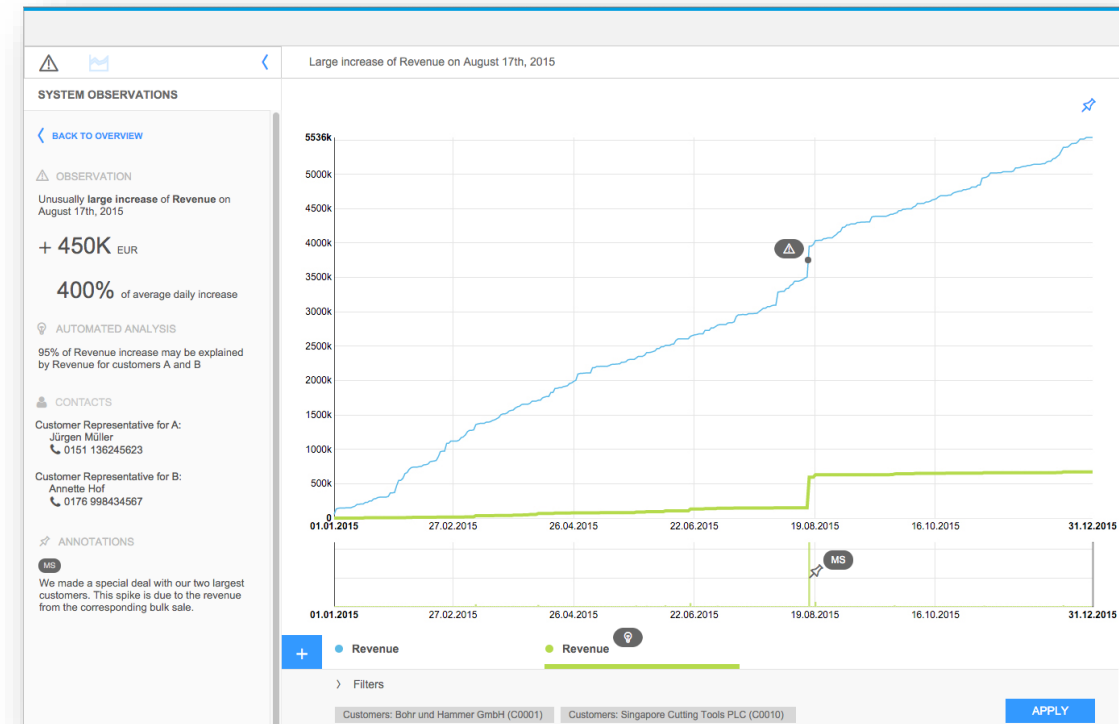 Large increase of Revenue on August 17th, 2015
SYSTEM OBSERVATIONS
BACK TO OVERVIEW
OBSERVATION
Unusually large increase of Revenue on
August 17th, 2015
+ 450K EUR
400% of average daily increase
AUTOMATED ANALYSIS
95% of Revenue increase may be explained
by Revenue for customers A and B
CONTACTS
Customer Representative for A:
Jürgen Müller
0151 136245623
Customer Representative for B:
Annette Hof
0176 998434567
ANNOTATIONS
MS
We made a special deal with our two largest
customers. This spike is due to the revenue
from the corresponding bulk sale.
5536k
5000k
4500k
4000k
3500k
3000k
2500k
2000k
1500k
1000k
500k
0
01.01.2015 27.02.2015 26.04.2015 22.06.2015 19.08.2015 16.10.2015 31.12.2015
MS
01.01.2015 27.02.2015 26.04.2015 22.06.2015 19.08.2015 16.10.2015 31.12.2015
+ Revenue Revenue
Filters
Customers: Bohr und Hammer GmbH (C0001) Customers: Singapore Cutting Tools PLC (C0010)
APPLY